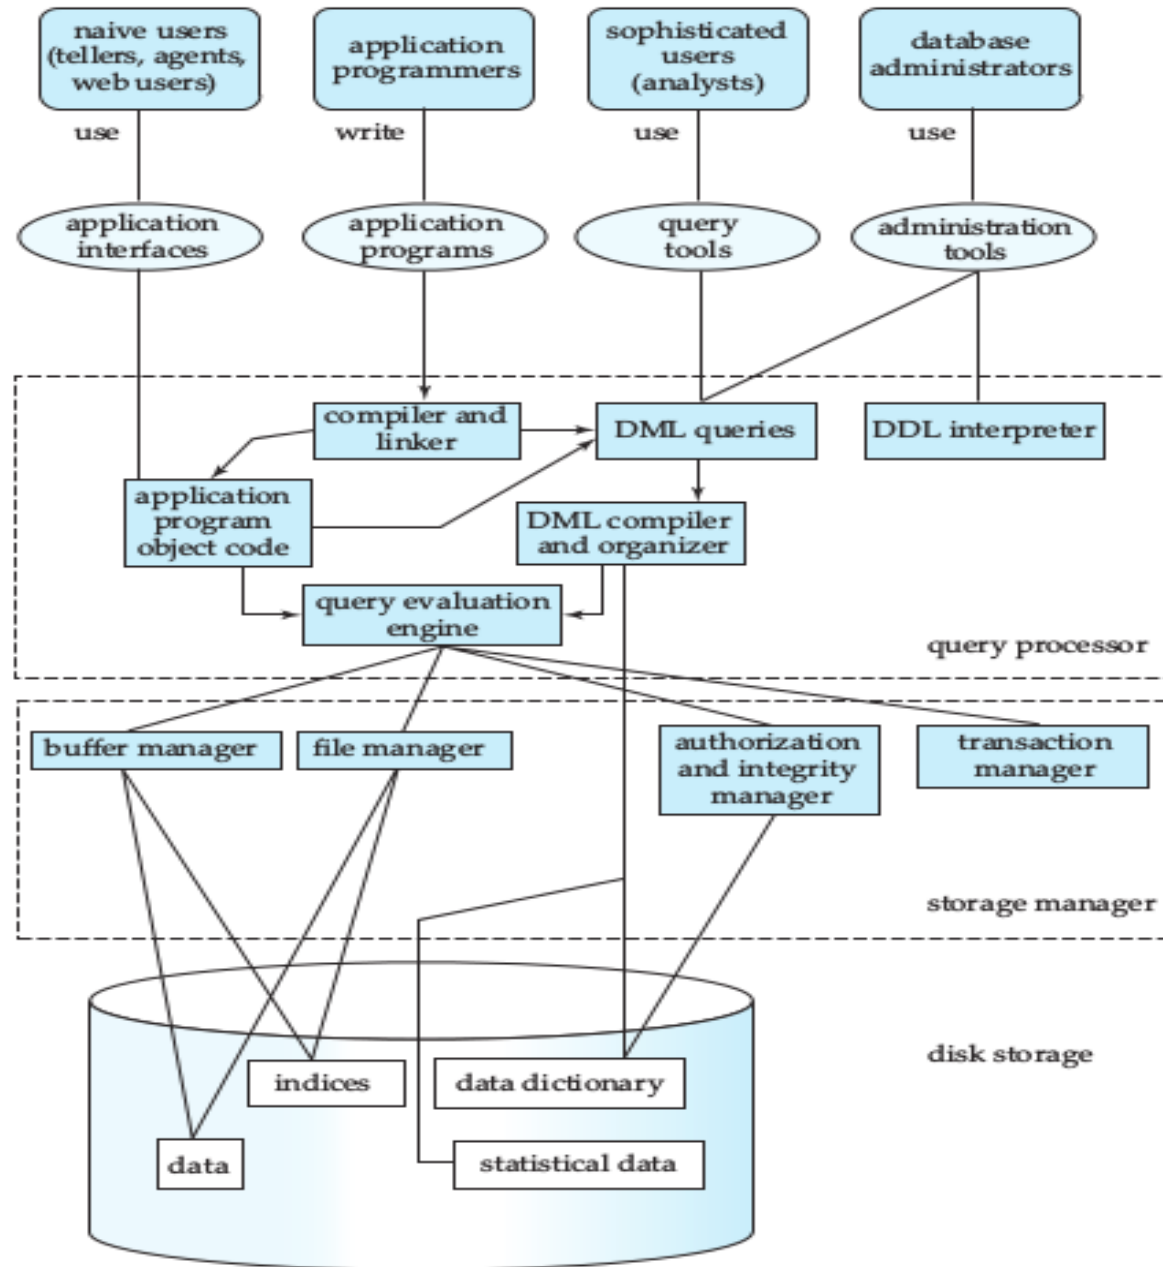 naive users
(tellers, agents,
web users)
application
programmers
sophisticated
users
(analysts)
database
administrators
use
write
use
use
application
interfaces
application
programs
query
tools
administration
tools
compiler and
linker
DML queries
DDL interpreter
application
program
object code
DML compiler
and organizer
query evaluation
engine
query processor
buffer manager
file manager
authorization
and integrity
manager
transaction
manager
storage manager
disk storage
indices
data dictionary
data
statistical data